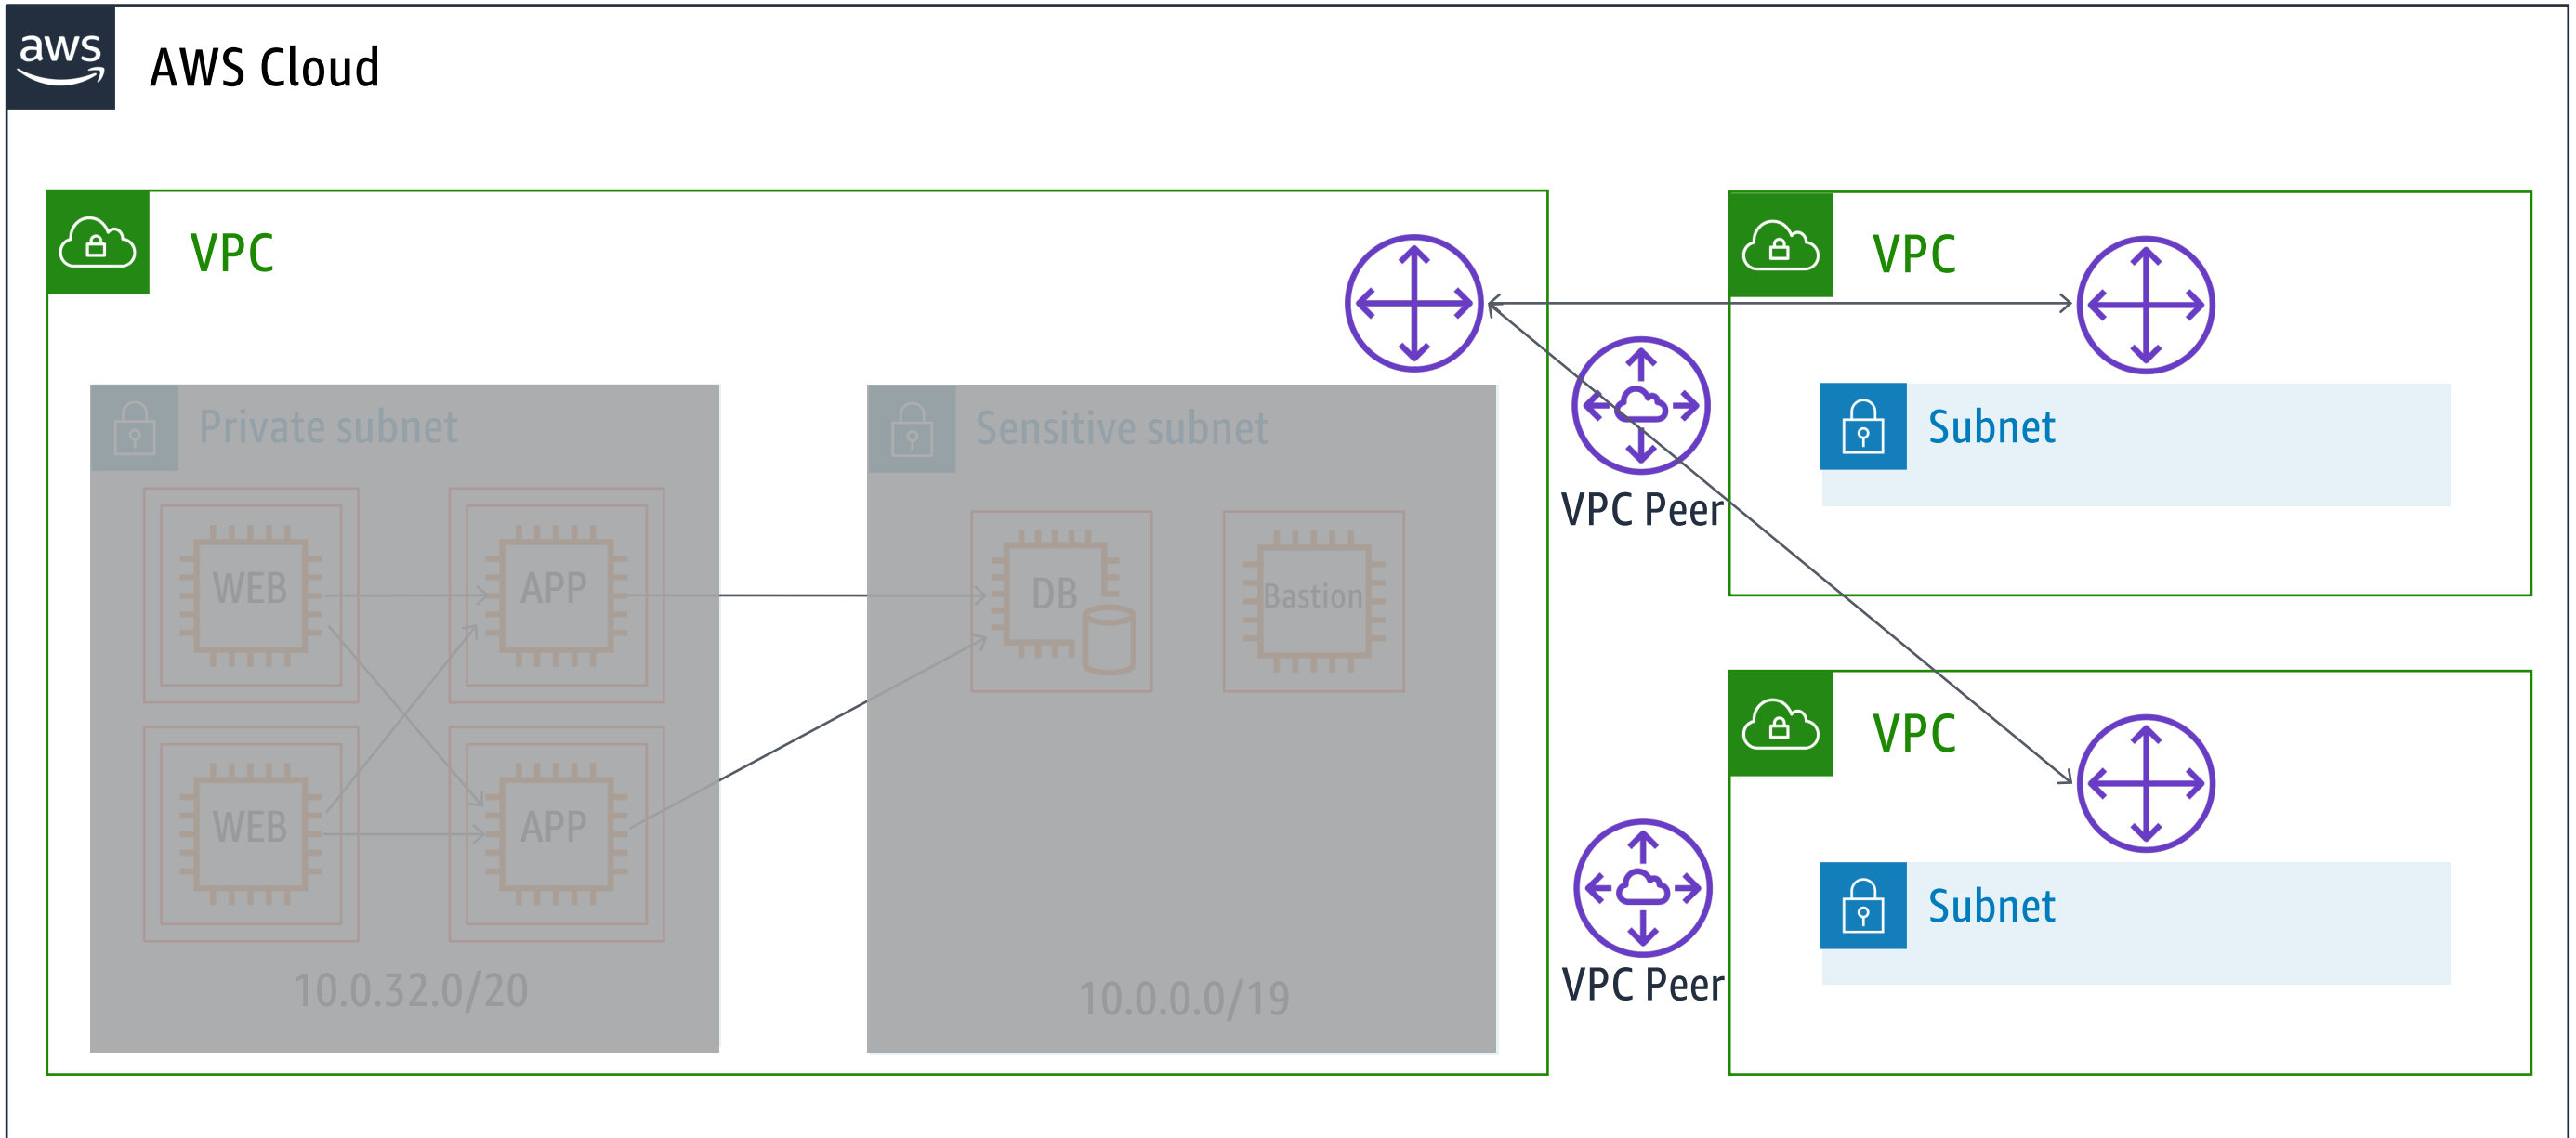 aws
AWS Cloud
VPC
VPC
Private subnet
Sensitive subnet
Subnet
VPC Peer
WEB
APP
DB
Bastion
VPC
WEB
APP
Subnet
VPC Peer
10.0.32.0/20
10.0.0.0/19